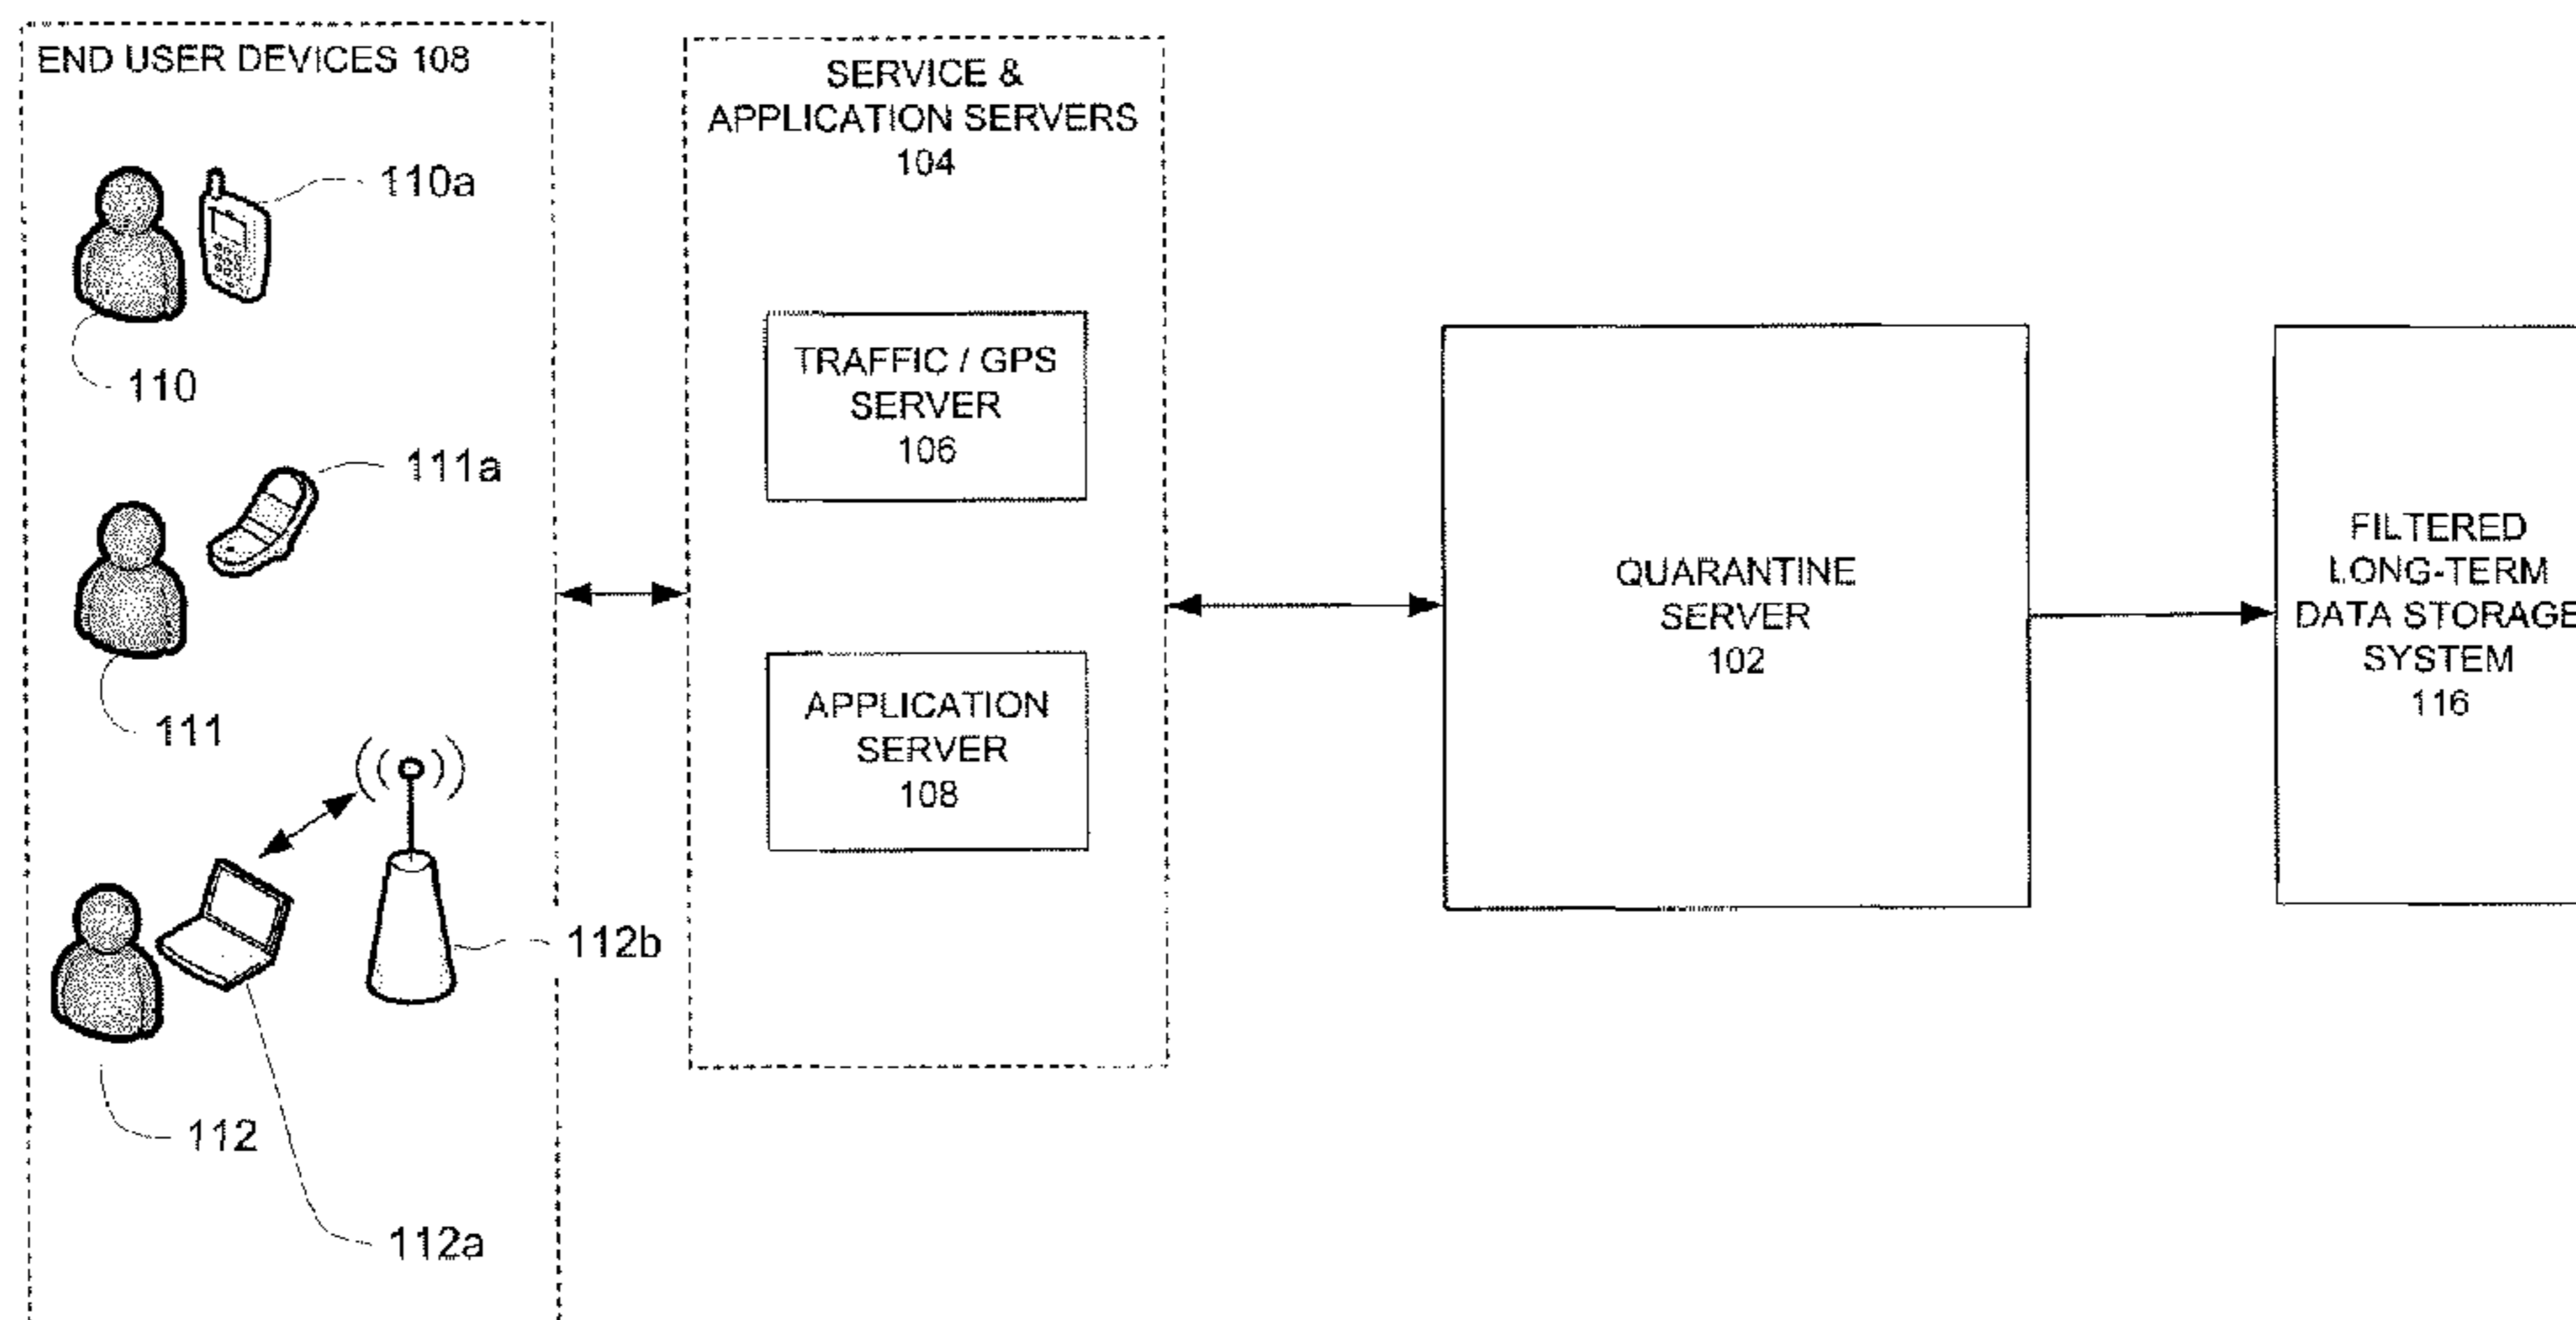 END USER DEVICES 108
110a
110
111a
111
112b
112
112a
SERVICE &
APPLICATION SERVERS
104
TRAFFIC / GPS
SERVER
106
APPLICATION
SERVER
108
QUARANTINE
SERVER
102
FILTERED
LONG-TERM
DATA STORAGE
SYSTEM
116